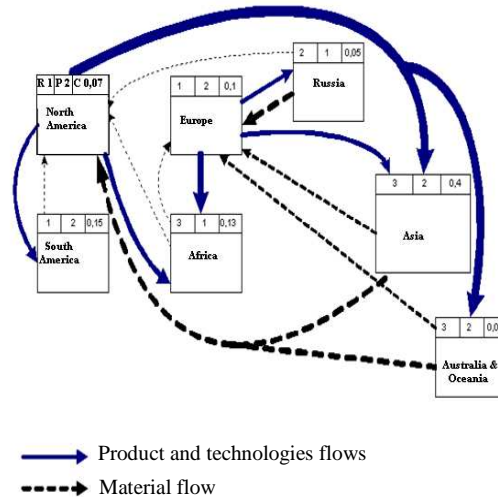 2 1 0,05
Russia
R 1 P 2 C 0,07
North
America
1 2 0,1
Europe
3 2 0,4
Asia
1 2 0,15
South
America
3 1 0,13
Africa
3 2 0,0
Australia &
Oceania
Product and technologies flows
Material flow